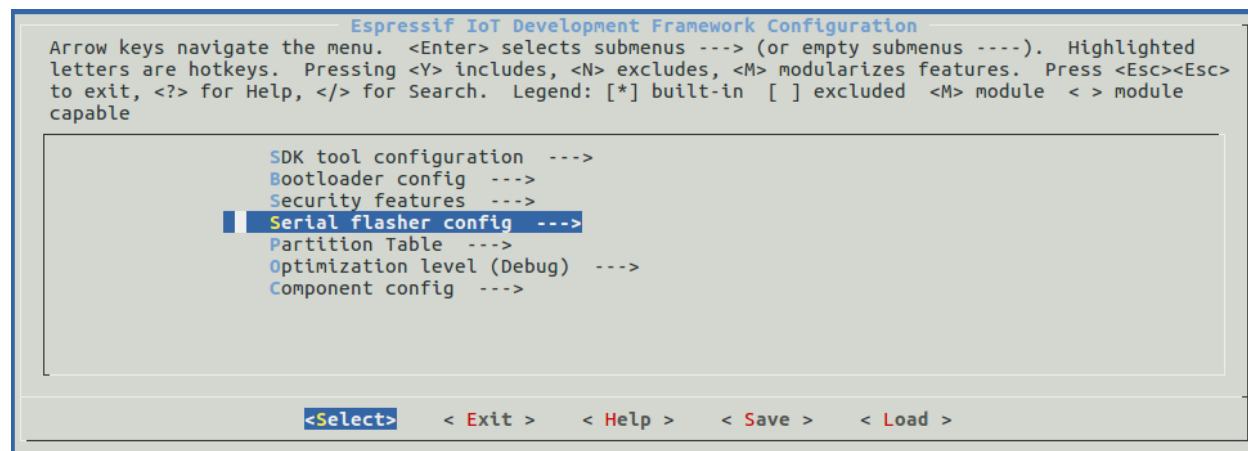 Espressif IoT Development Framework Configuration
Arrow keys navigate the menu.  <Enter> selects submenus ---> (or empty submenus ----).  Highlighted
letters are hotkeys.  Pressing <Y> includes, <N> excludes, <M> modularizes features.  Press <Esc><Esc>
to exit, <?> for Help, </> for Search.  Legend: [*] built-in  [ ] excluded  <M> module  < > module
capable
SDK tool configuration  --->
Bootloader config  --->
Security features  --->
Serial flasher config  --->
Partition Table  --->
Optimization level (Debug)  --->
Component config  --->
<Select>    < Exit >    < Help >    < Save >    < Load >